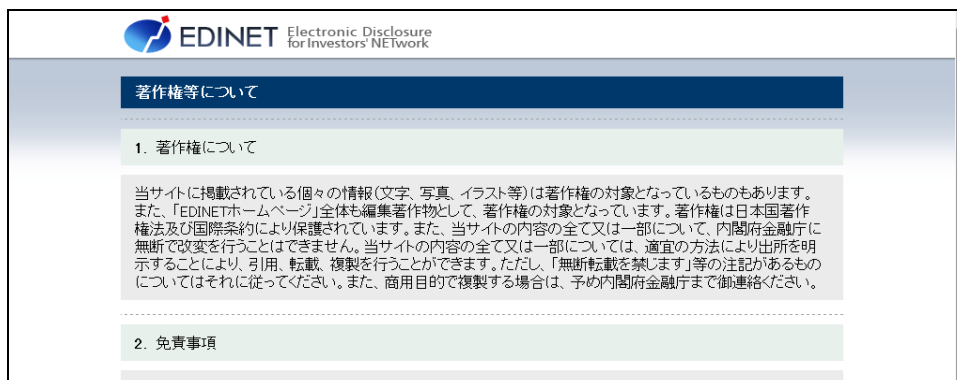 EDINET Electronic Disclosure
for Investors' NETwork
著作権等について
1. 著作権について
当サイトに掲載されている個々の情報(文字、写真、イラスト等)は著作権の対象となっているものもあります。
また、「EDINETホームページ」全体も編集著作物として、著作権の対象となっています。著作権は日本国著作
権法及び国際条約により保護されています。また、当サイトの内容の全て又は一部について、内閣府金融庁に
無断で改変を行うことはできません。当サイトの内容の全て又は一部については、適宜の方法により出所を明
示することにより、引用、転載、複製を行うことができます。ただし、「無断転載を禁じます」等の注記があるもの
についてはそれに従ってください。また、商用目的で複製する場合は、予め内閣府金融庁まで御連絡ください。
2. 免責事項